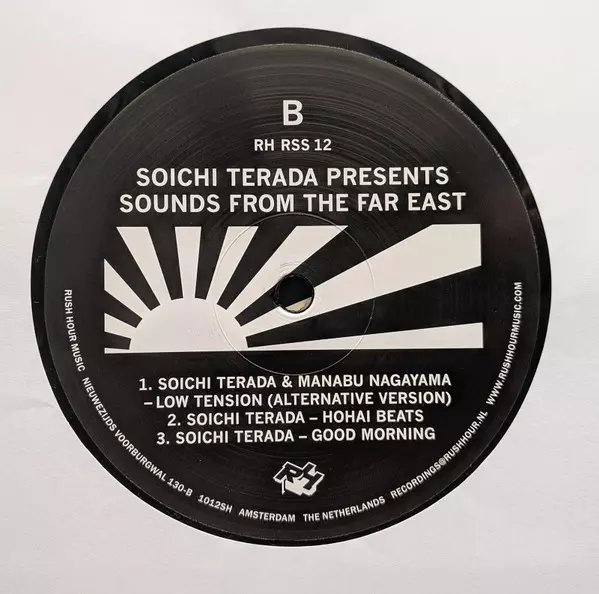 B
RH RSS 12
SOICHI TERADA PRESENTS
SOUNDS FROM THE FAR EAST
1. SOICHI TERADA & MANABU NAGAYAMA
– LOW TENSION (ALTERNATIVE VERSION)
2. SOICHI TERADA – HOHAI BEATS
3. SOICHI TERADA – GOOD MORNING
RH
RUSH HOUR MUSIC NIEUWEZIJDS VOORBURGWAL 130-B 1012SH AMSTERDAM THE NETHERLANDS RECORDINGS@RUSHHOUR.NL WWW.RUSHHOURMUSIC.COM